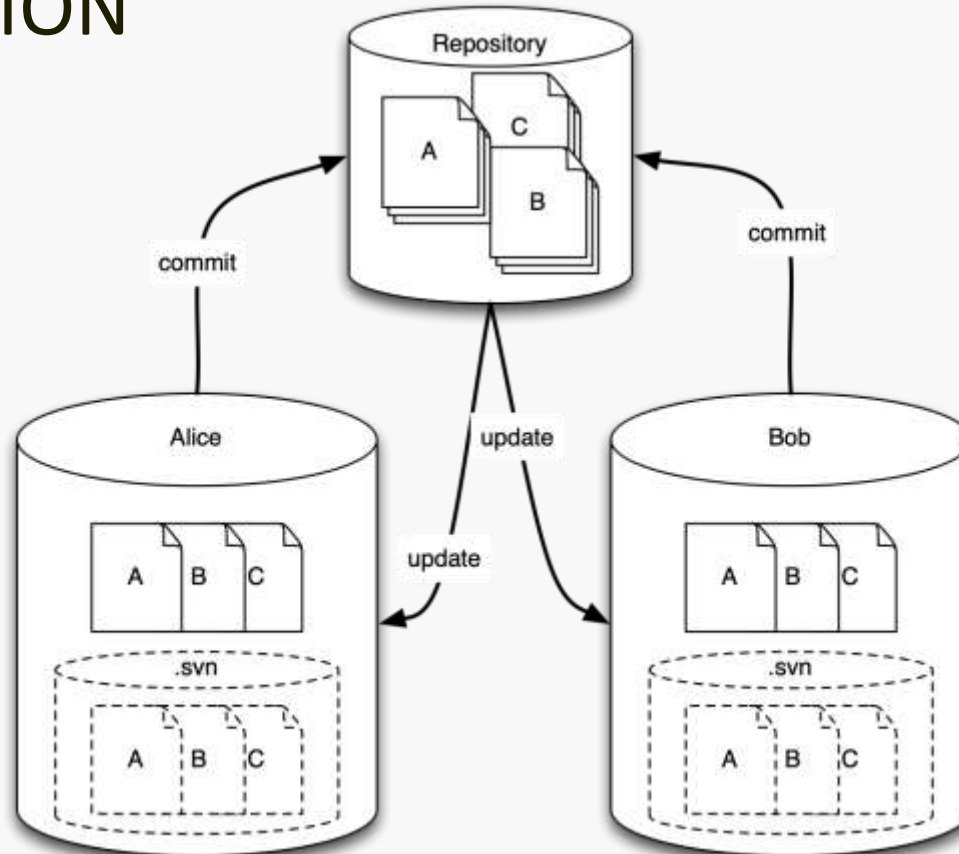 ION
Repository
C
A
B
commit
commit
Alice
update
Bob
update
A B C
A B C
.svn
.svn
A B C
A B C